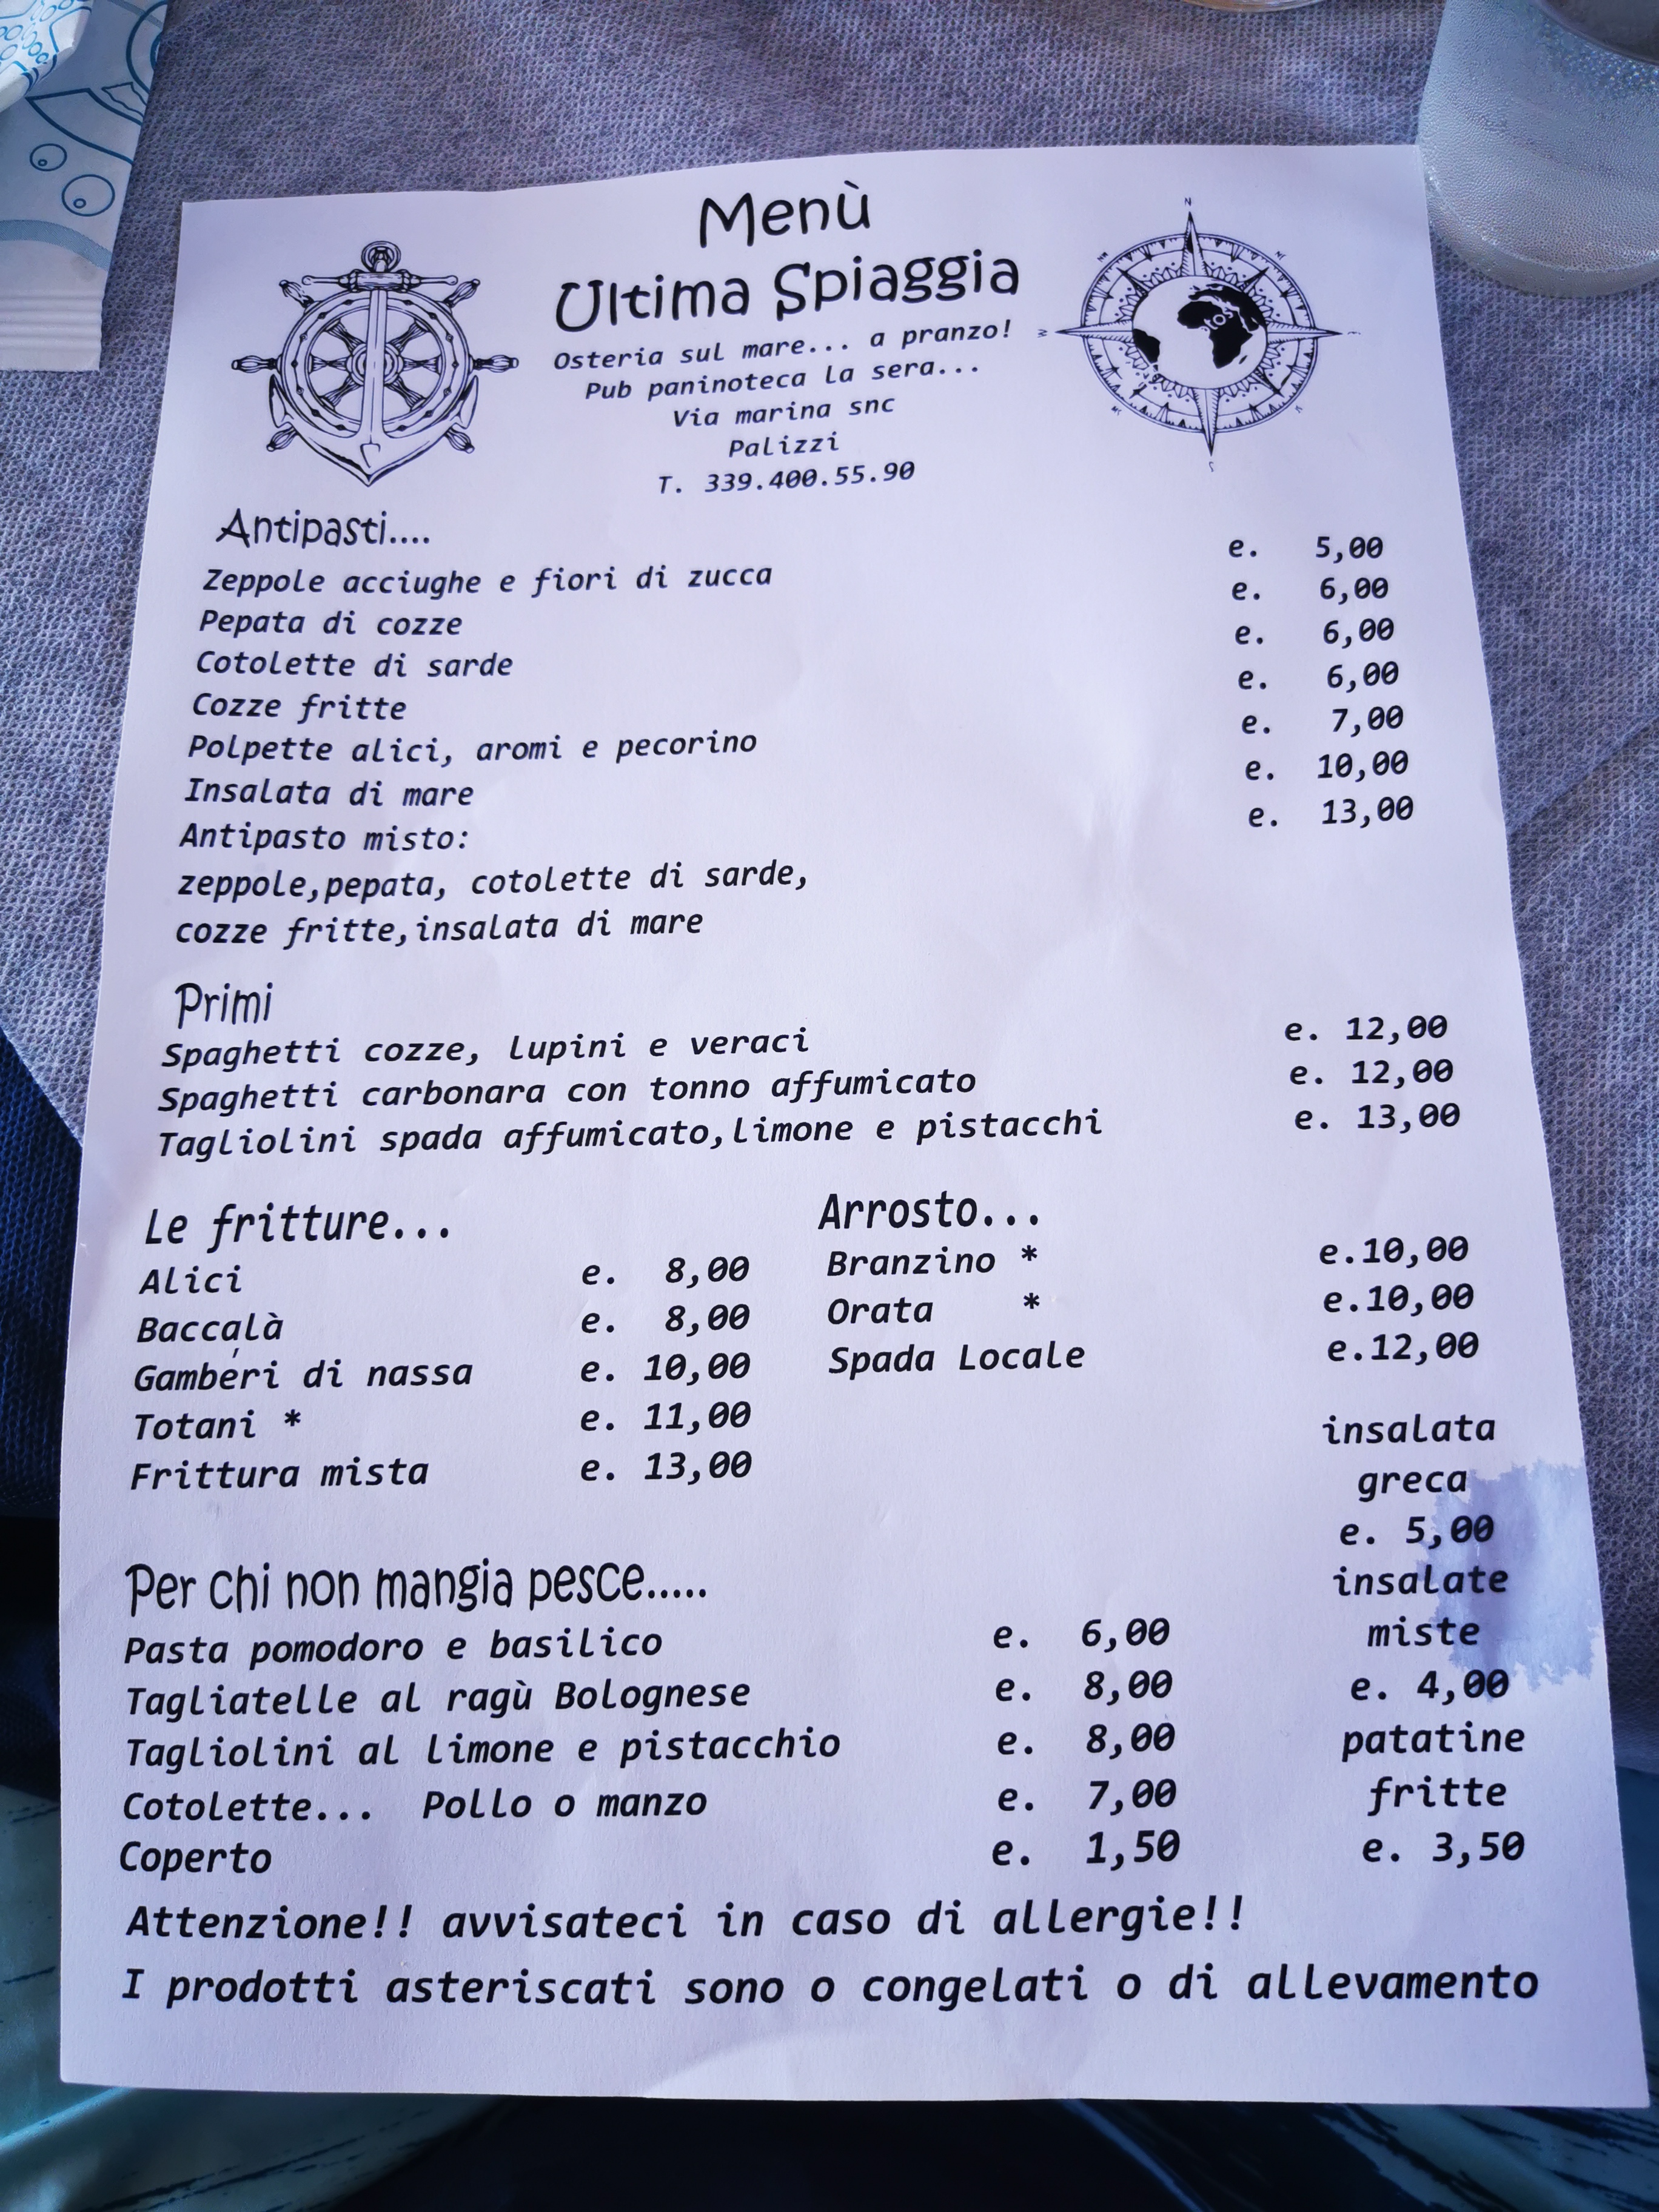 Menù
Ultima Spiaggia
Osteria sul mare... a pranzo!
Pub paninoteca la sera...
Via marina snc
Palizzi
T. 339.400.55.90
N
Antipasti....
Zeppole acciughe e fiori di zucca e. 5,00
Pepata di cozze e. 6,00
Cotolette di sarde e. 6,00
Cozze fritte e. 6,00
Polpette alici, aromi e pecorino e. 7,00
Insalata di mare e. 10,00
Antipasto misto: e. 13,00
zeppole,pepata, cotolette di sarde,
cozze fritte,insalata di mare
Primi
Spaghetti cozze, lupini e veraci e. 12,00
Spaghetti carbonara con tonno affumicato e. 12,00
Tagliolini spada affumicato,limone e pistacchi e. 13,00
Le fritture...
Alici e. 8,00
Baccalà e. 8,00
Gamberi di nassa e. 10,00
Totani * e. 11,00
Frittura mista e. 13,00
Arrosto...
Branzino * e.10,00
Orata * e.10,00
Spada Locale e.12,00
insalata
greca
e. 5,00
insalate
miste
e. 4,00
patatine
fritte
e. 3,50
Per chi non mangia pesce.....
Pasta pomodoro e basilico e. 6,00
Tagliatelle al ragù Bolognese e. 8,00
Tagliolini al limone e pistacchio e. 8,00
Cotolette... Pollo o manzo e. 7,00
Coperto e. 1,50
Attenzione!! avvisateci in caso di allergie!!
I prodotti asteriscati sono o congelati o di allevamento